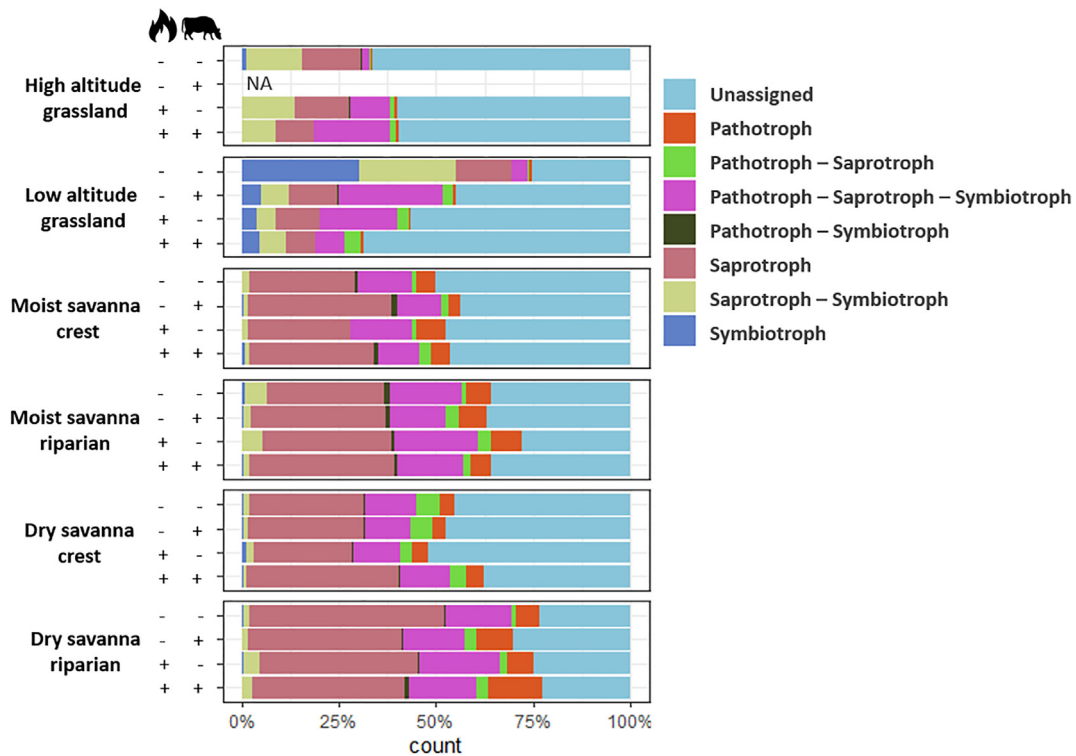 High altitude
grassland
- -
- +
+ -
+ +
NA
Low altitude
grassland
- -
- +
+ -
+ +
Moist savanna
crest
- -
- +
+ -
+ +
Moist savanna
riparian
- -
- +
+ -
+ +
Dry savanna
crest
- -
- +
+ -
+ +
Dry savanna
riparian
- -
- +
+ -
+ +
0% 25% 50% 75% 100%
count
Unassigned
Pathotroph
Pathotroph – Saprotroph
Pathotroph – Saprotroph – Symbiotroph
Pathotroph – Symbiotroph
Saprotroph
Saprotroph – Symbiotroph
Symbiotroph